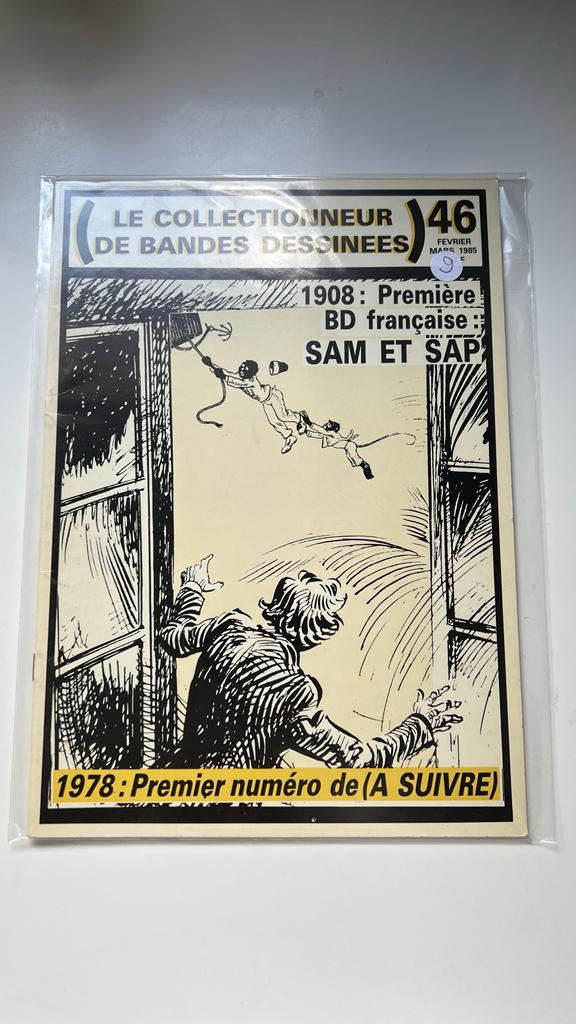 (LE COLLECTIONNEUR
DE BANDES DESSINEES)
46
FEVRIER
MARS 1985
F
9
1908 : Première
BD française :
SAM ET SAP
1978 : Premier numéro de (A SUIVRE)